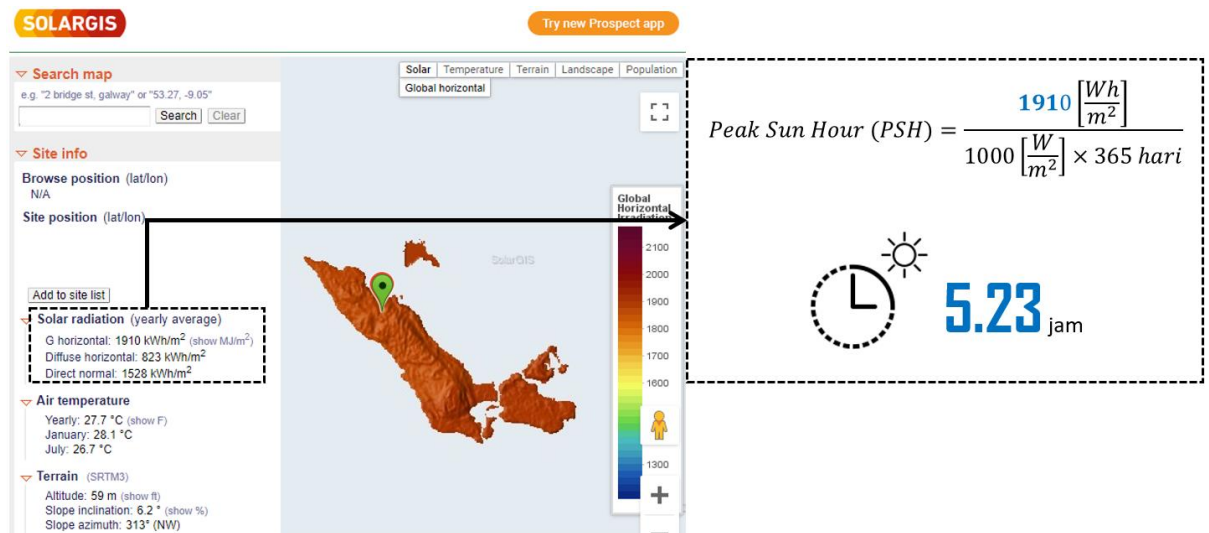 SOLARGIS
Try new Prospect app
Search map
e.g. "2 bridge st, galway" or "53.27, -9.05"
Search Clear
Site info
Browse position (lat/lon)
N/A
Site position (lat/lon)
Add to site list
Solar radiation (yearly average)
G horizontal: 1910 kWh/m² (show MJ/m²)
Diffuse horizontal: 823 kWh/m²
Direct normal: 1528 kWh/m²
Air temperature
Yearly: 27.7 °C (show F)
January: 28.1 °C
July: 26.7 °C
Terrain (SRTM3)
Altitude: 59 m (show ft)
Slope inclination: 6.2 ° (show %)
Slope azimuth: 313° (NW)
Solar Temperature Terrain Landscape Population
Global horizontal
SolarGIS
Global
Horizontal
Irradiation
2100
2000
1900
1800
1700
1600
1300
Peak Sun Hour (PSH) = 1910 [Wh/m²] / 1000 [W/m²] × 365 hari
5.23 jam